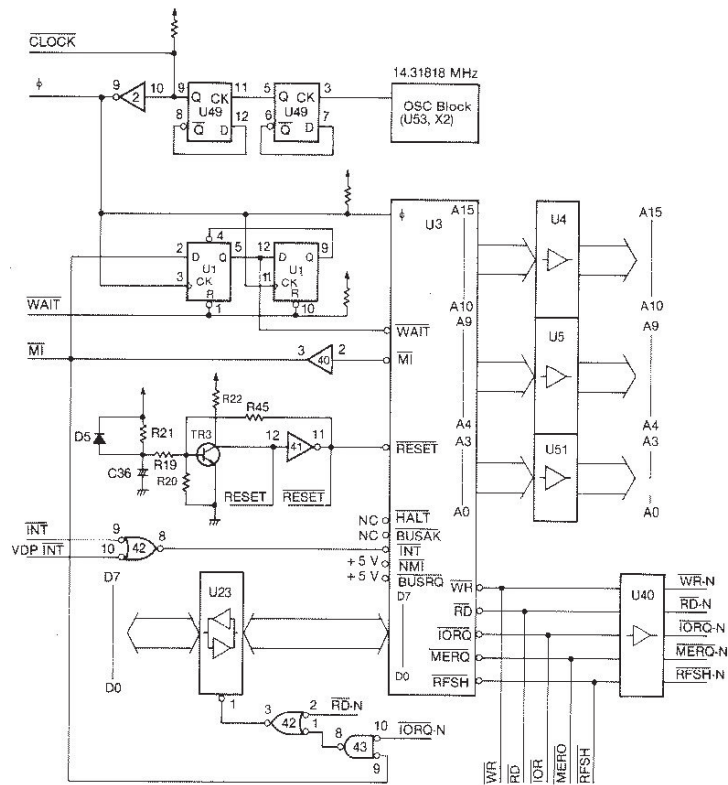 CLOCK
14.31818 MHz
ϕ
9 2 10 9 Q CK 11 5 Q CK 3
U49 U49
8 Q D 12 6 Q D 7
OSC Block
(U53, X2)
4
2 D Q 5 12 D Q 9
U1 U1
3 CK 11 CK
R R
1 10
ϕ U3 A15 U4 A15
WAIT
A10 A10
A9 A9
WAIT
MI 3 40 2 MI
U5
A4 A4
A3 A3
R22
R45
D5 R21 TR3 12 41 11 RESET
R19
C36 R20
RESET RESET
U51
A0 A0
NC HALT
NC BUSAK
INT 9 42 8 INT
VDP INT 10
+5 V NMI
+5 V BUSRQ
D7 U23 D7
D0 D0
WR U40 WR-N
RD RD-N
IORQ IORQ-N
MERQ MERQ-N
RFSH RFSH-N
1
3 42 2 RD-N
1 8 43 10 IORQ-N
9
WR
RD
IOR
MERO
RFSH